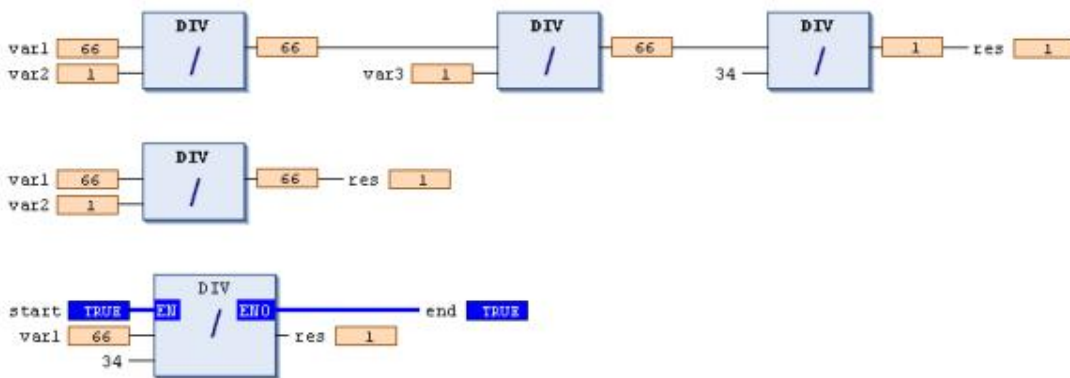 DIV DIV DIV
var1 66 / 66 / 66 / 1 res 1
var2 1 var3 1 34
DIV
var1 66 / 66 res 1
var2 1
DIV
start TRUE EN / ENO end TRUE
var1 66 res 1
34